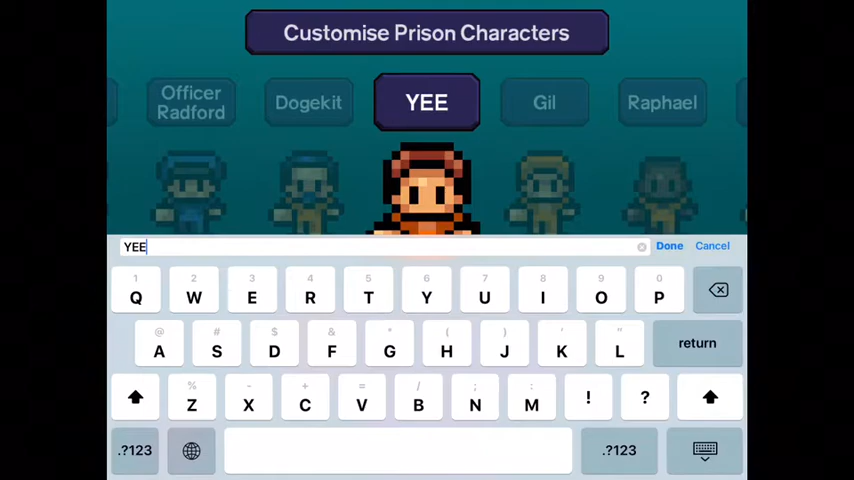 Customise Prison Characters
Officer
Radford
Dogekit
YEE
Gil
Raphael
YEE
Done
Cancel
1 2 3 4 5 6 7 8 9 0
Q W E R T Y U I O P
@ # $ & * ( ) ' "
A S D F G H J K L
return
% - + = / ; :
Z X C V B N M ! ?
.?123
.?123